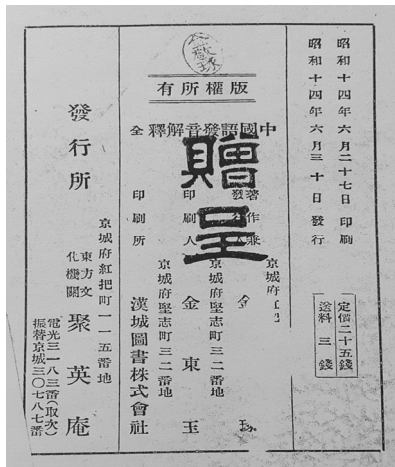 昭和十四年六月二十七日 印刷
昭和十四年六月三十日 發行
定價二十五錢
送料 三 錢
版權所有
中國語發音解釋 全
贈呈
著作兼
發行人
京城府
金 琢
京城府堅志町三二番地
印刷人 金東玉
京城府堅志町三二番地
印刷所 漢城圖書株式會社
京城府紅把町一一五番地
發行所
東方文
化機關 聚英庵
電光三一八三番(取次)
振替京城三〇七八七番